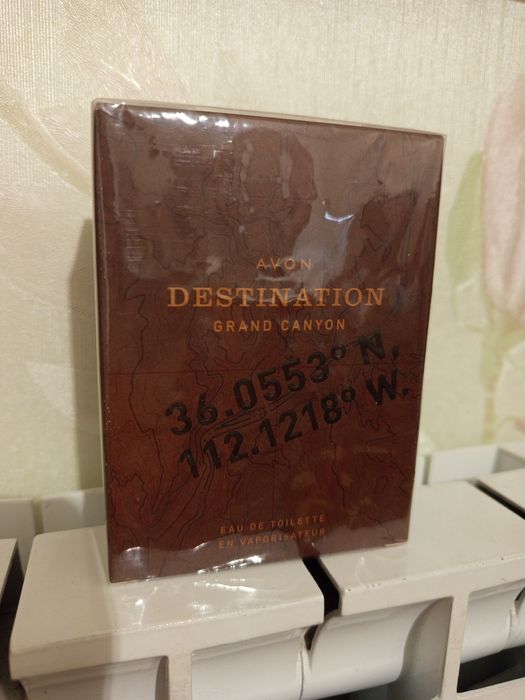 AVON
DESTINATION
GRAND CANYON
36.0553° N,
112.1218° W.
EAU DE TOILETTE
EN VAPORISATEUR